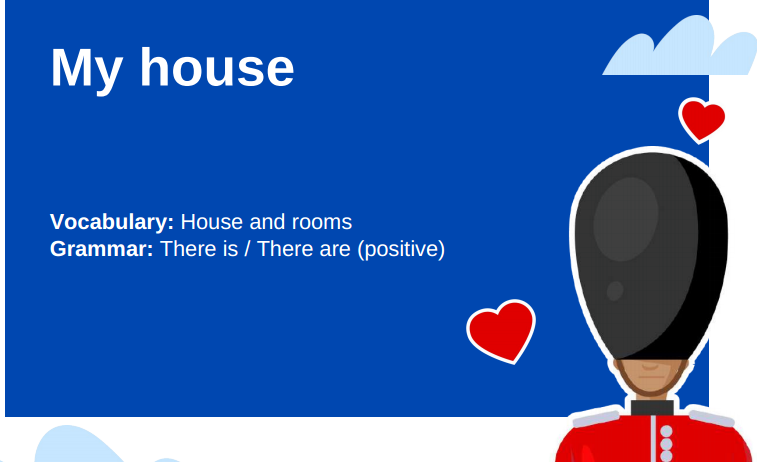 My house
Vocabulary: House and rooms
Grammar: There is / There are (positive)